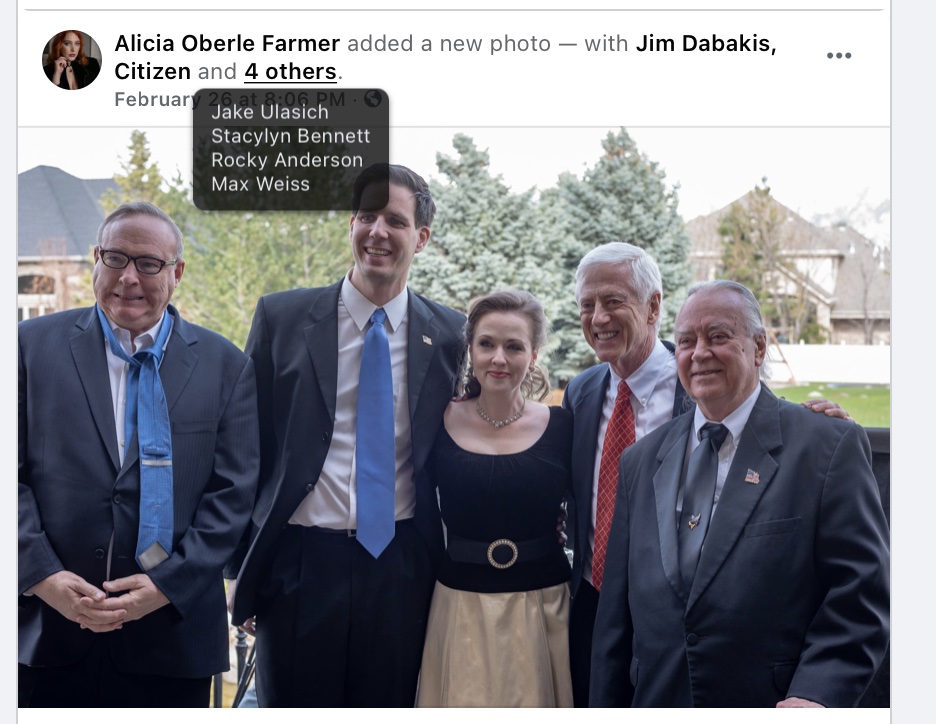 Alicia Oberle Farmer added a new photo — with Jim Dabakis,
Citizen and 4 others.
February 26 at 8:06 PM ·
Jake Ulasich
Stacylyn Bennett
Rocky Anderson
Max Weiss